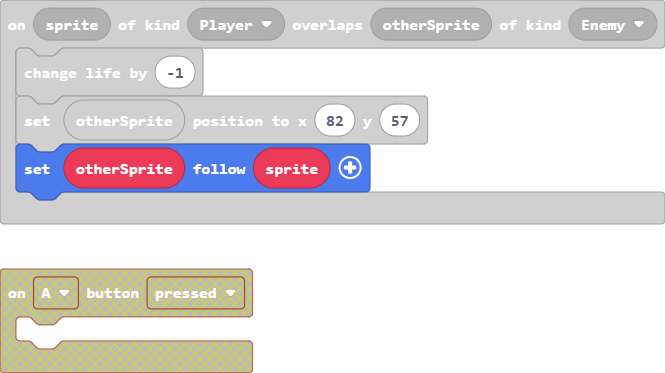 on sprite of kind Player overlaps otherSprite of kind Enemy
change life by -1
set otherSprite position to x 82 y 57
set otherSprite follow sprite
on A button pressed